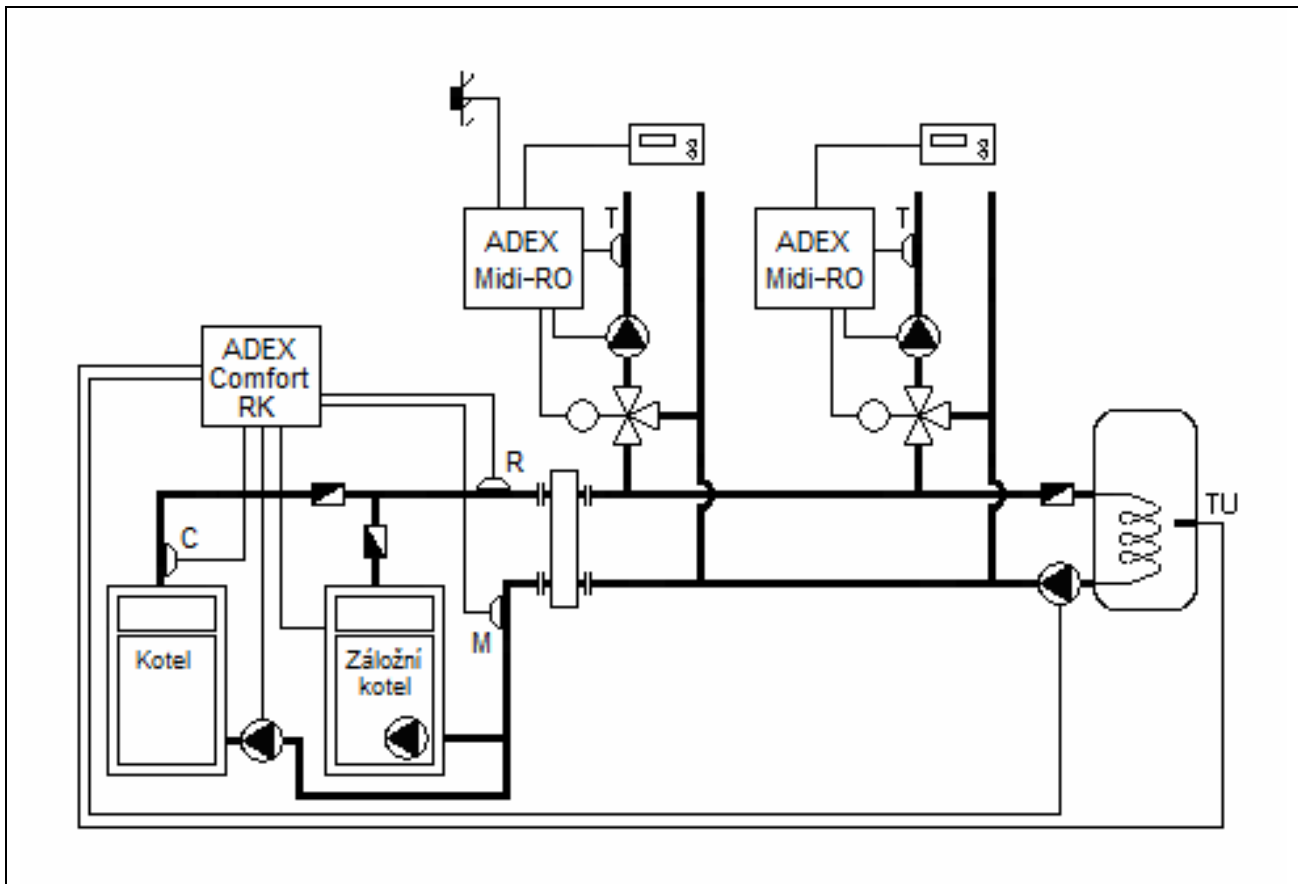 T
ADEX
Midi-RO
T
ADEX
Midi-RO
ADEX
Comfort
RK
R
TU
C
M
Kotel
Záložní
kotel